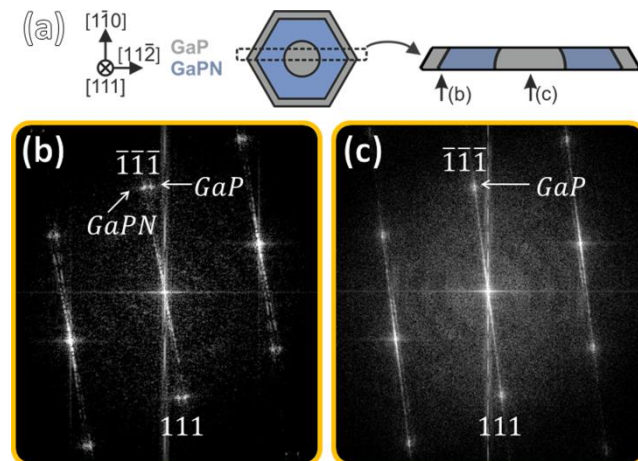 (a)
[11̅0]
[112̅]
[111]
GaP
GaPN
(b)
(c)
(b)
1̅1̅1̅
GaP
GaPN
111
(c)
1̅1̅1̅
GaP
111